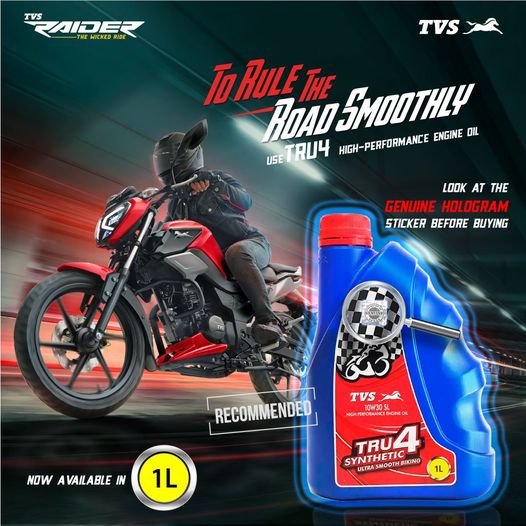 TVS
RAIDER
THE WICKED RIDE
TVS
TO RULE THE
ROAD SMOOTHLY
USE TRU4 HIGH-PERFORMANCE ENGINE OIL
LOOK AT THE
GENUINE HOLOGRAM
STICKER BEFORE BUYING
TVS
10W30 SL
HIGH PERFORMANCE ENGINE OIL
TRU4
SYNTHETIC
ULTRA SMOOTH BIKING
1L
RECOMMENDED
NOW AVAILABLE IN 1L